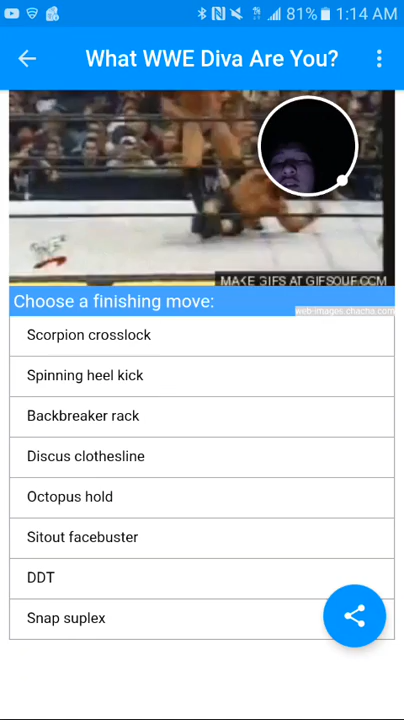 81% 1:14 AM
What WWE Diva Are You?
MAKE GIFS AT GIFSOUP.COM
Choose a finishing move:
web-images.chacha.com
Scorpion crosslock
Spinning heel kick
Backbreaker rack
Discus clothesline
Octopus hold
Sitout facebuster
DDT
Snap suplex